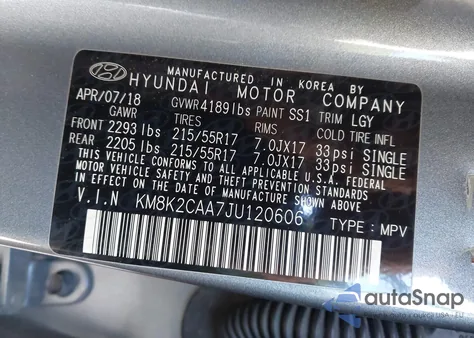 MANUFACTURED IN KOREA BY
HYUNDAI MOTOR COMPANY
APR/07/18 GVWR 4189 lbs PAINT SS1 TRIM LGY
GAWR TIRES RIMS COLD TIRE INFL
FRONT 2293 lbs 215/55R17 7.0JX17 33psi SINGLE
REAR 2205 lbs 215/55R17 7.0JX17 33psi SINGLE
THIS VEHICLE CONFORMS TO ALL APPLICABLE U.S.A. FEDERAL
MOTOR VEHICLE SAFETY BUMPER AND THEFT PREVENTION STANDARDS
IN EFFECT ON THE DATE OF MANUFACTURE SHOWN ABOVE.
V.I.N KM8K2CAA7JU120606 TYPE: MPV
autoSnap